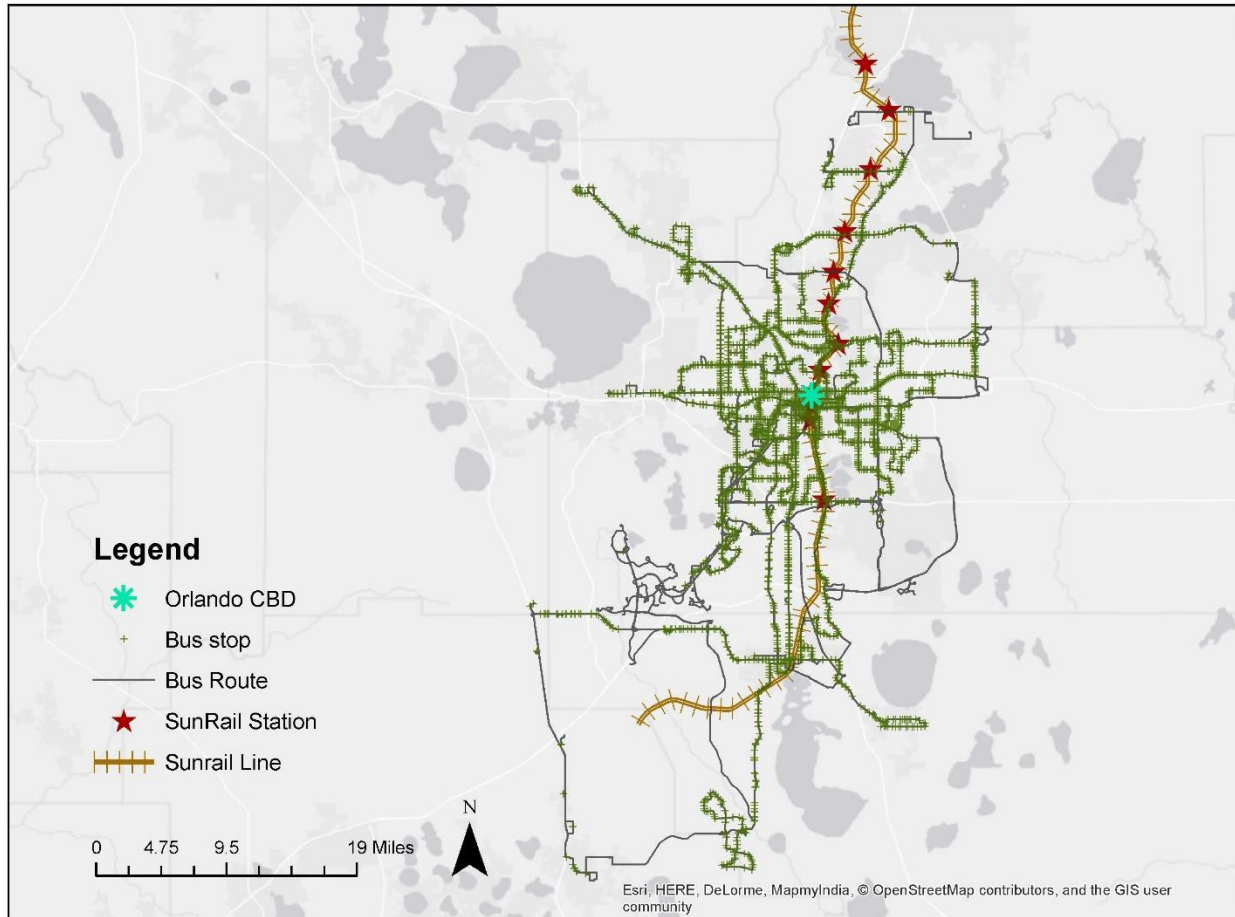 Legend
Orlando CBD
Bus stop
Bus Route
SunRail Station
Sunrail Line
N
0 4.75 9.5 19 Miles
Esri, HERE, DeLorme, MapmyIndia, © OpenStreetMap contributors, and the GIS user
community